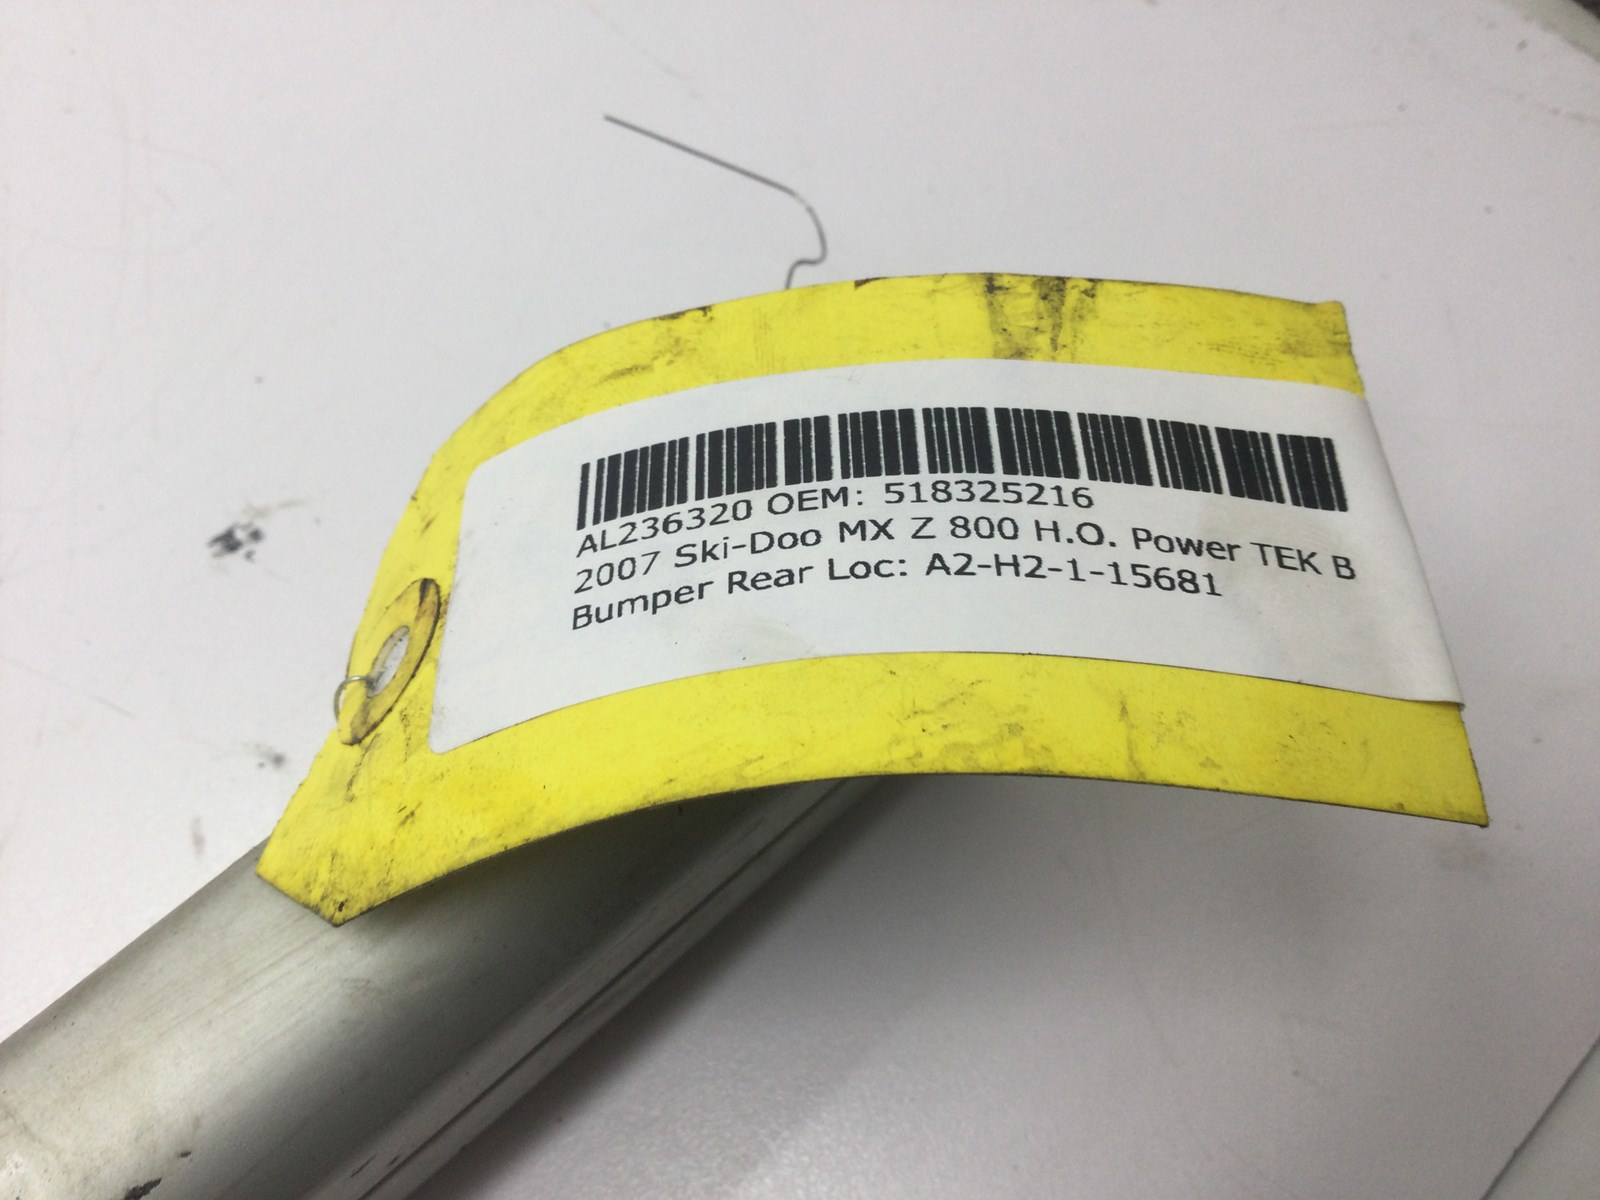 AL236320 OEM: 518325216
2007 Ski-Doo MX Z 800 H.O. Power TEK B
Bumper Rear Loc: A2-H2-1-15681